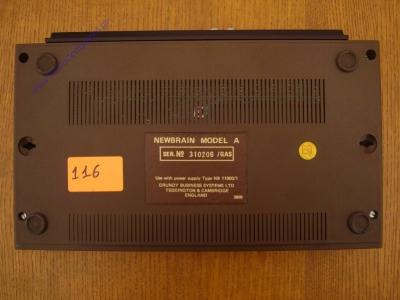 NEWBRAIN MODEL A
SER. No 310206 /GAS
Use with power supply Type NB 11900/1
GRUNDY BUSINESS SYSTEMS LTD
TEDDINGTON & CAMBRIDGE
ENGLAND
116